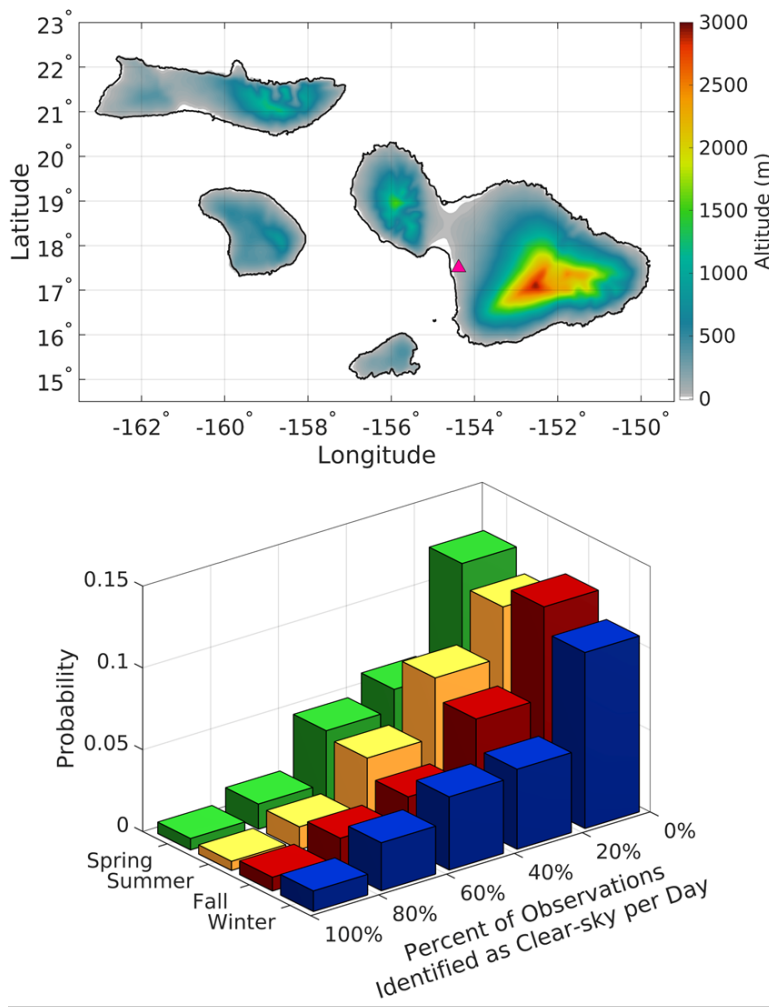 23°
22°
21°
20°
19°
18°
17°
16°
15°
Latitude
-162° -160° -158° -156° -154° -152° -150°
Longitude
3000
2500
2000
1500
1000
500
0
Altitude (m)
0.15
0.1
0.05
0
Probability
Spring
Summer
Fall
Winter
100%
80%
60%
40%
20%
0%
Percent of Observations
Identified as Clear-sky per Day